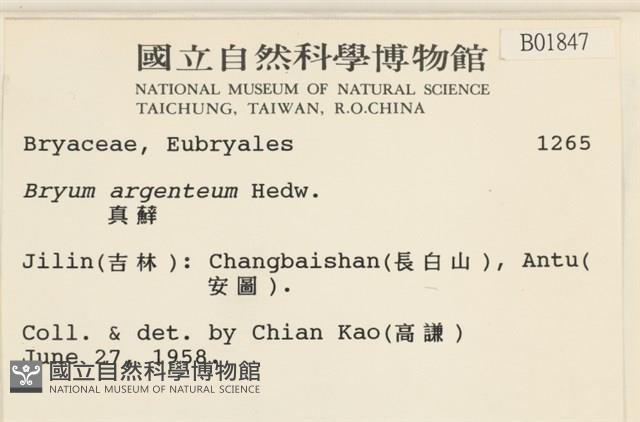 國立自然科學博物館
B01847
NATIONAL MUSEUM OF NATURAL SCIENCE
TAICHUNG, TAIWAN, R.O.CHINA
Bryaceae, Eubryales 1265
Bryum argenteum Hedw.
真蘚
Jilin(吉林): Changbaishan(長白山), Antu(
安圖).
Coll. & det. by Chian Kao(高謙)
June 27, 1958.
國立自然科學博物館
NATIONAL MUSEUM OF NATURAL SCIENCE